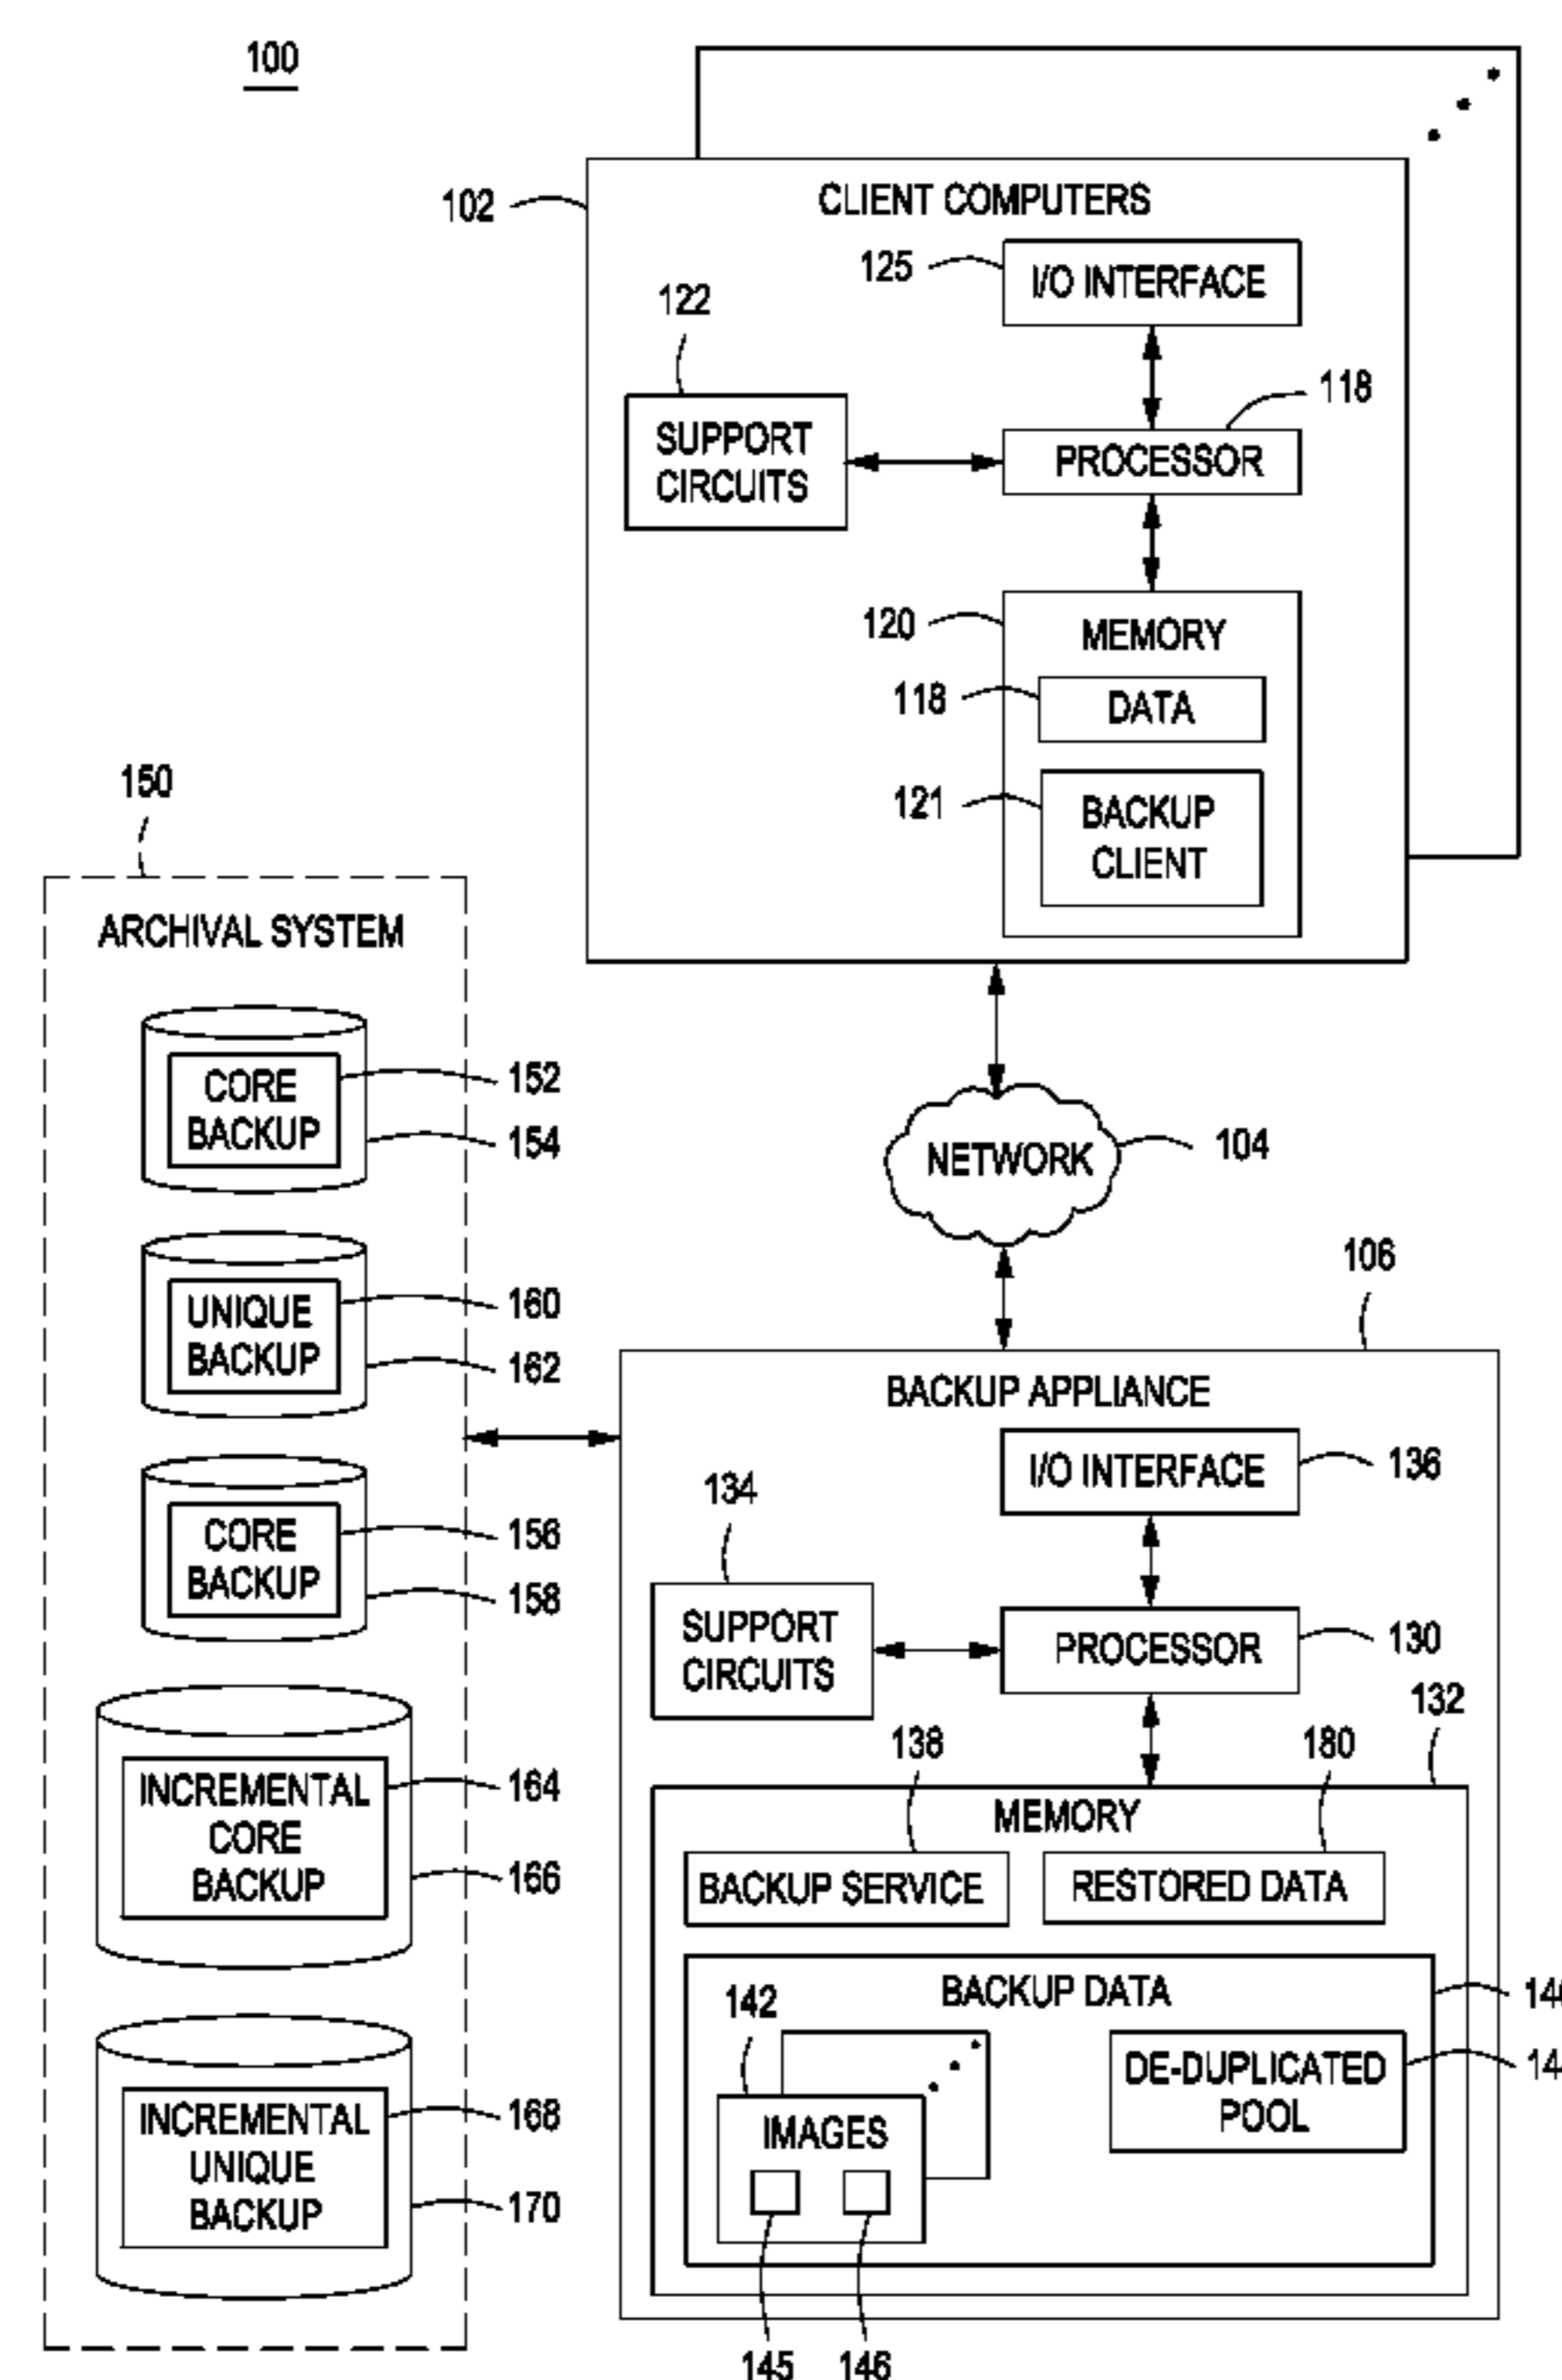 100
102
CLIENT COMPUTERS
125
I/O INTERFACE
122
118
SUPPORT
CIRCUITS
PROCESSOR
120
MEMORY
118
DATA
121
BACKUP
CLIENT
150
ARCHIVAL SYSTEM
CORE
BACKUP
152
154
UNIQUE
BACKUP
160
162
CORE
BACKUP
156
158
INCREMENTAL
CORE
BACKUP
164
166
INCREMENTAL
UNIQUE
BACKUP
168
170
NETWORK
104
106
BACKUP APPLIANCE
I/O INTERFACE
136
134
SUPPORT
CIRCUITS
PROCESSOR
130
132
138
180
MEMORY
BACKUP SERVICE
RESTORED DATA
142
BACKUP DATA
DE-DUPLICATED
POOL
IMAGES
145
146